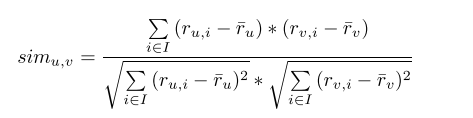 sim_{u,v} = \frac{\sum_{i \in I} (r_{u,i} - \bar{r}_u) * (r_{v,i} - \bar{r}_v)}{\sqrt{\sum_{i \in I} (r_{u,i} - \bar{r}_u)^2} * \sqrt{\sum_{i \in I} (r_{v,i} - \bar{r}_v)^2}}